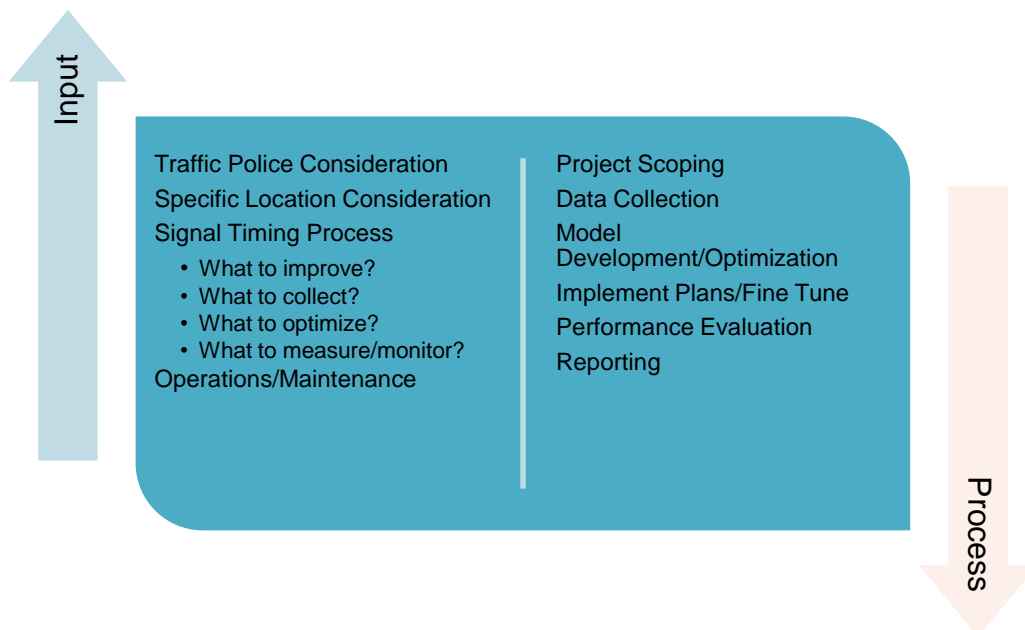 Input
Traffic Police Consideration
Specific Location Consideration
Signal Timing Process
• What to improve?
• What to collect?
• What to optimize?
• What to measure/monitor?
Operations/Maintenance
Project Scoping
Data Collection
Model
Development/Optimization
Implement Plans/Fine Tune
Performance Evaluation
Reporting
Process